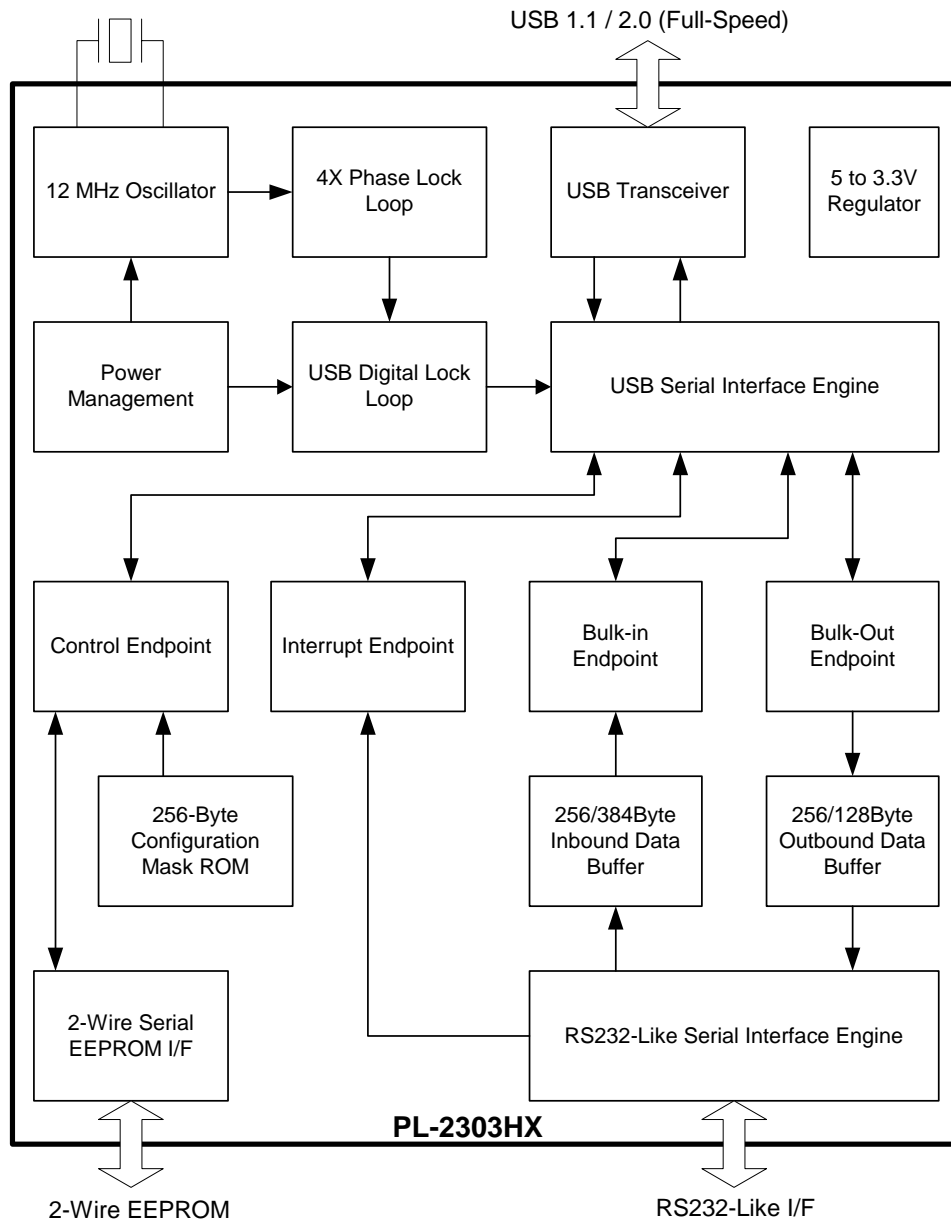 USB 1.1 / 2.0 (Full-Speed)
12 MHz Oscillator
4X Phase Lock
Loop
USB Transceiver
5 to 3.3V
Regulator
Power
Management
USB Digital Lock
Loop
USB Serial Interface Engine
Control Endpoint
Interrupt Endpoint
Bulk-in
Endpoint
Bulk-Out
Endpoint
256-Byte
Configuration
Mask ROM
256/384Byte
Inbound Data
Buffer
256/128Byte
Outbound Data
Buffer
2-Wire Serial
EEPROM I/F
RS232-Like Serial Interface Engine
PL-2303HX
2-Wire EEPROM
RS232-Like I/F